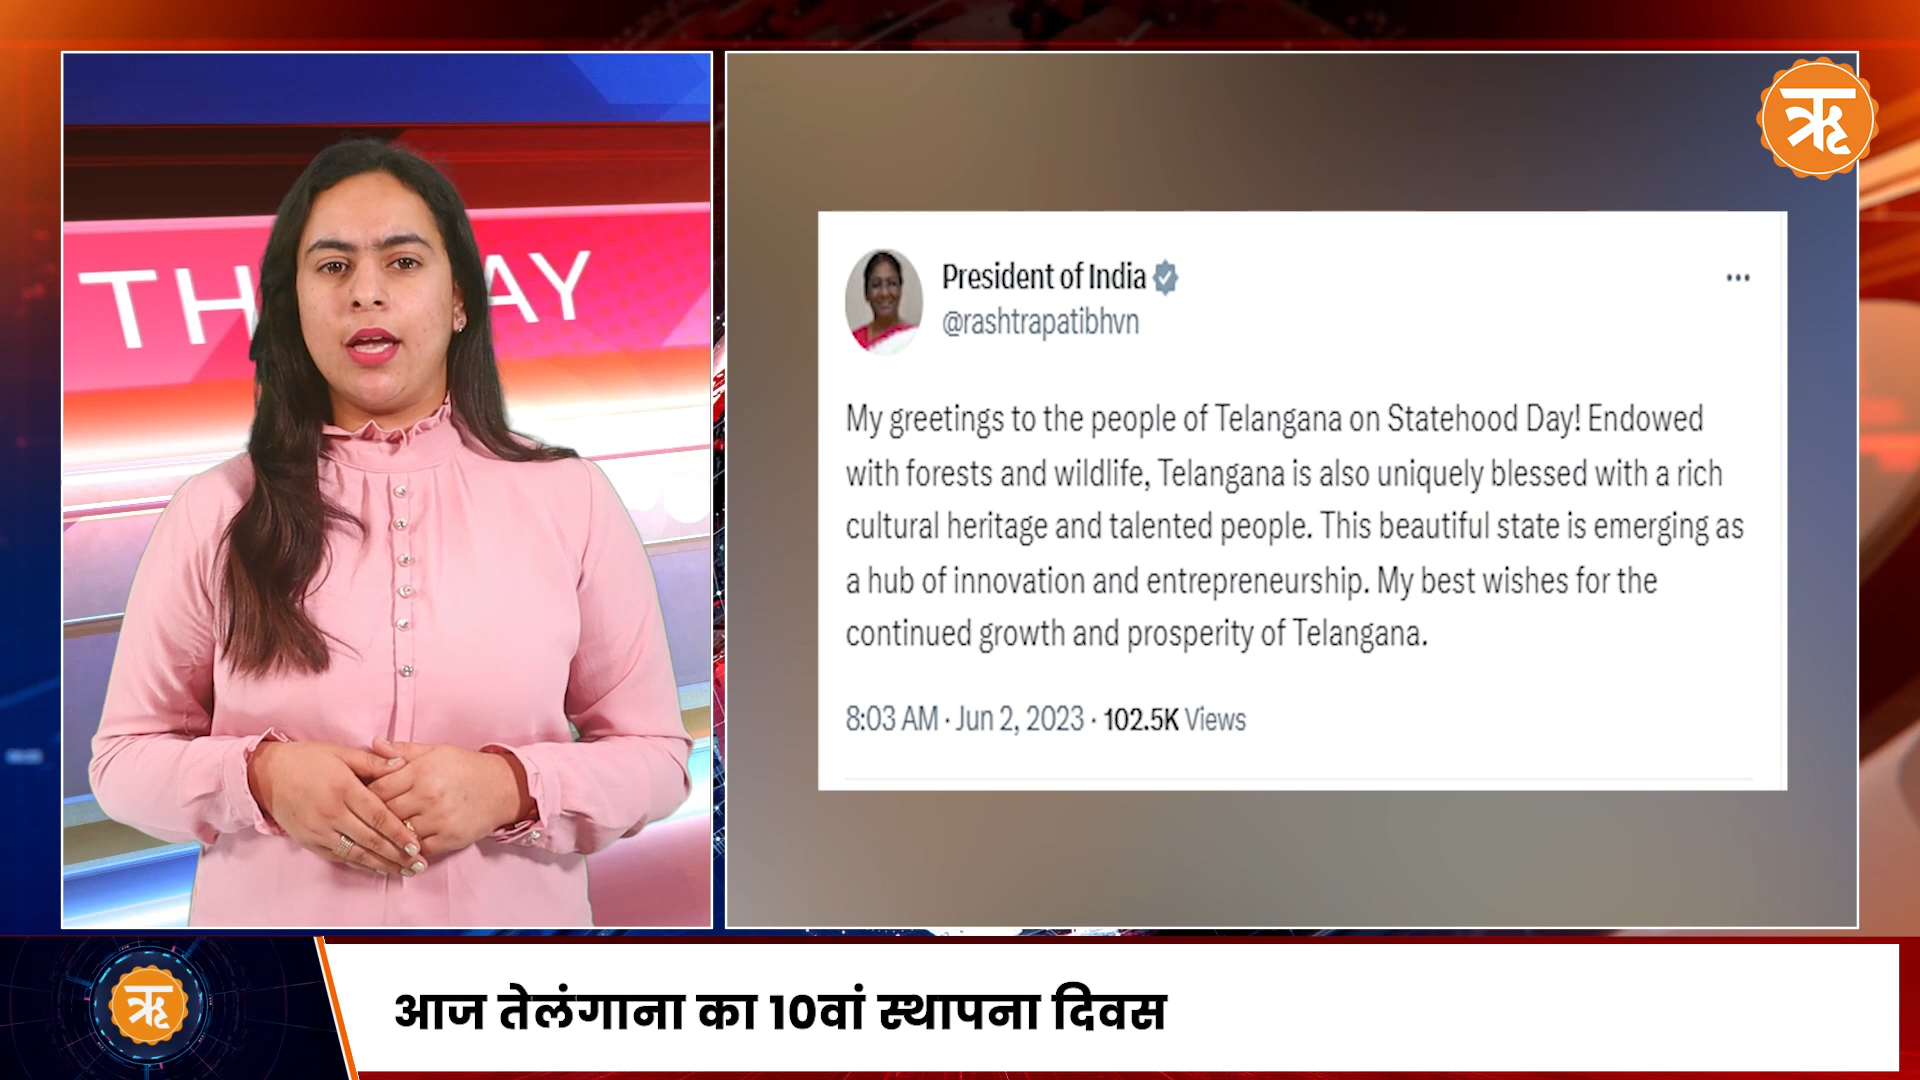 TH AY
ऋ
President of India
@rashtrapatibhvn
My greetings to the people of Telangana on Statehood Day! Endowed
with forests and wildlife, Telangana is also uniquely blessed with a rich
cultural heritage and talented people. This beautiful state is emerging as
a hub of innovation and entrepreneurship. My best wishes for the
continued growth and prosperity of Telangana.
8:03 AM · Jun 2, 2023 · 102.5K Views
ऋ
आज तेलंगाना का 10वां स्थापना दिवस